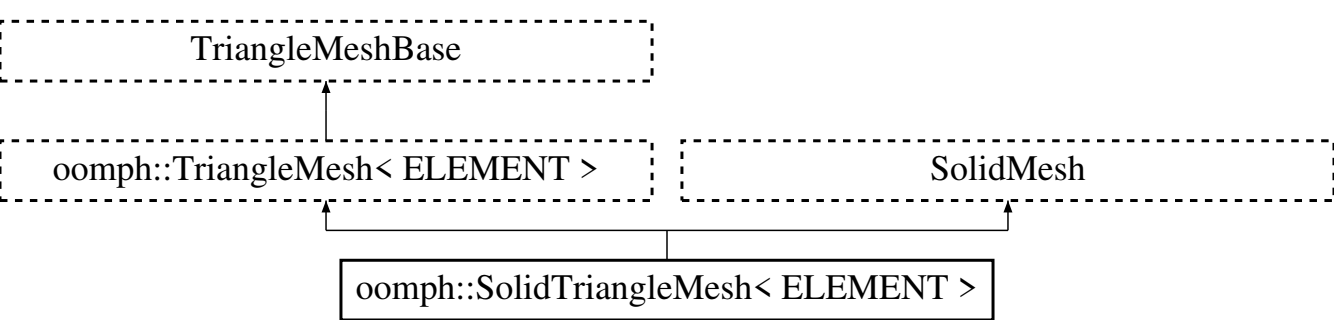 TriangleMeshBase
oomph::TriangleMesh< ELEMENT >
SolidMesh
oomph::SolidTriangleMesh< ELEMENT >